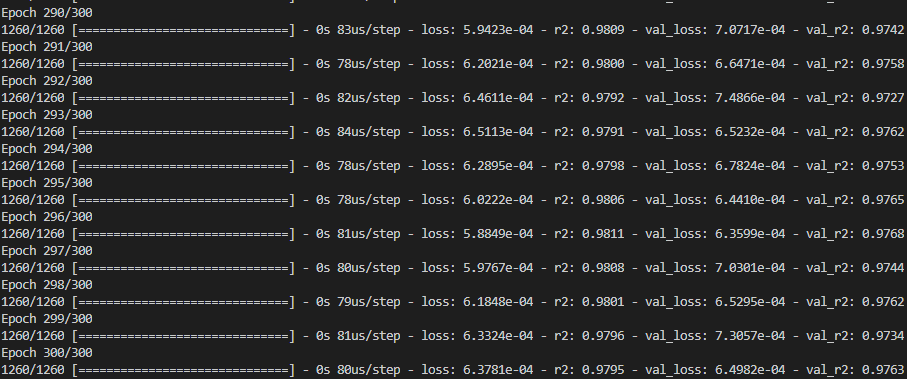 Epoch 290/300
1260/1260 [==============================] - 0s 83us/step - loss: 5.9423e-04 - r2: 0.9809 - val_loss: 7.0717e-04 - val_r2: 0.9742
Epoch 291/300
1260/1260 [==============================] - 0s 78us/step - loss: 6.2021e-04 - r2: 0.9800 - val_loss: 6.6471e-04 - val_r2: 0.9758
Epoch 292/300
1260/1260 [==============================] - 0s 82us/step - loss: 6.4611e-04 - r2: 0.9792 - val_loss: 7.4866e-04 - val_r2: 0.9727
Epoch 293/300
1260/1260 [==============================] - 0s 84us/step - loss: 6.5113e-04 - r2: 0.9791 - val_loss: 6.5232e-04 - val_r2: 0.9762
Epoch 294/300
1260/1260 [==============================] - 0s 78us/step - loss: 6.2895e-04 - r2: 0.9798 - val_loss: 6.7824e-04 - val_r2: 0.9753
Epoch 295/300
1260/1260 [==============================] - 0s 78us/step - loss: 6.0222e-04 - r2: 0.9806 - val_loss: 6.4410e-04 - val_r2: 0.9765
Epoch 296/300
1260/1260 [==============================] - 0s 81us/step - loss: 5.8849e-04 - r2: 0.9811 - val_loss: 6.3599e-04 - val_r2: 0.9768
Epoch 297/300
1260/1260 [==============================] - 0s 80us/step - loss: 5.9767e-04 - r2: 0.9808 - val_loss: 7.0301e-04 - val_r2: 0.9744
Epoch 298/300
1260/1260 [==============================] - 0s 79us/step - loss: 6.1848e-04 - r2: 0.9801 - val_loss: 6.5295e-04 - val_r2: 0.9762
Epoch 299/300
1260/1260 [==============================] - 0s 81us/step - loss: 6.3324e-04 - r2: 0.9796 - val_loss: 7.3057e-04 - val_r2: 0.9734
Epoch 300/300
1260/1260 [==============================] - 0s 80us/step - loss: 6.3781e-04 - r2: 0.9795 - val_loss: 6.4982e-04 - val_r2: 0.9763